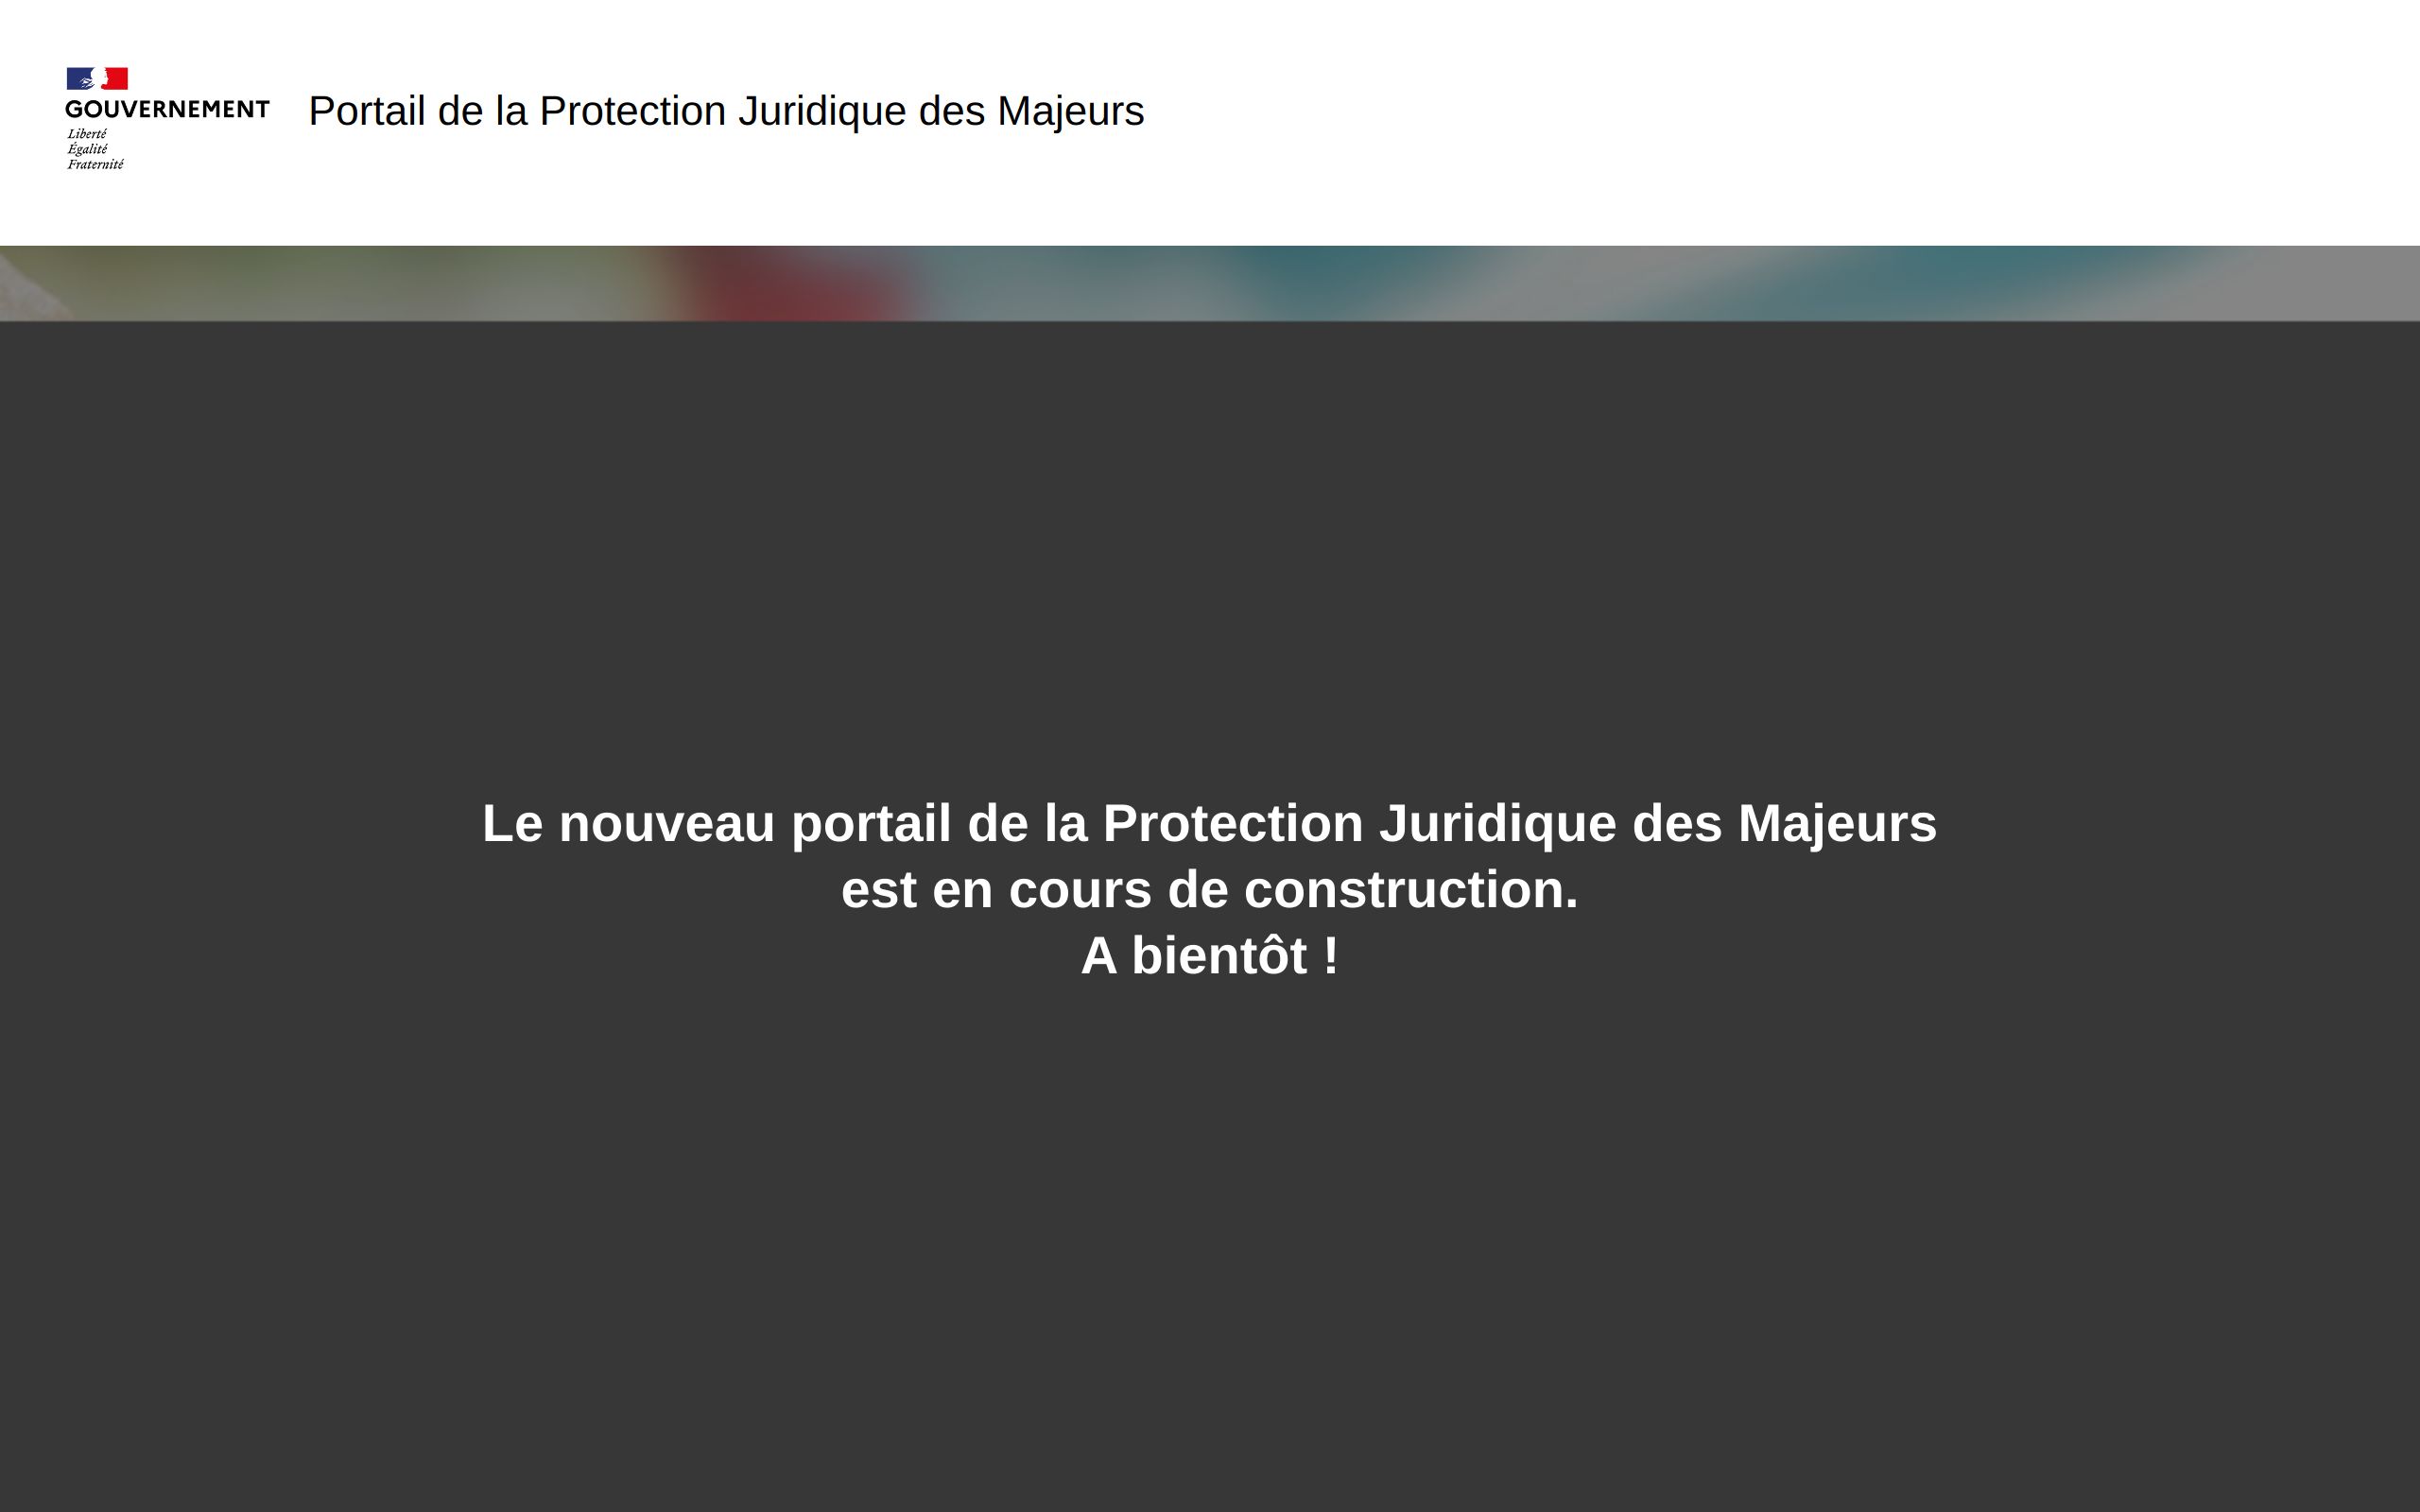 GOUVERNEMENT
Liberté
Égalité
Fraternité
Portail de la Protection Juridique des Majeurs
Le nouveau portail de la Protection Juridique des Majeurs
est en cours de construction.
A bientôt !